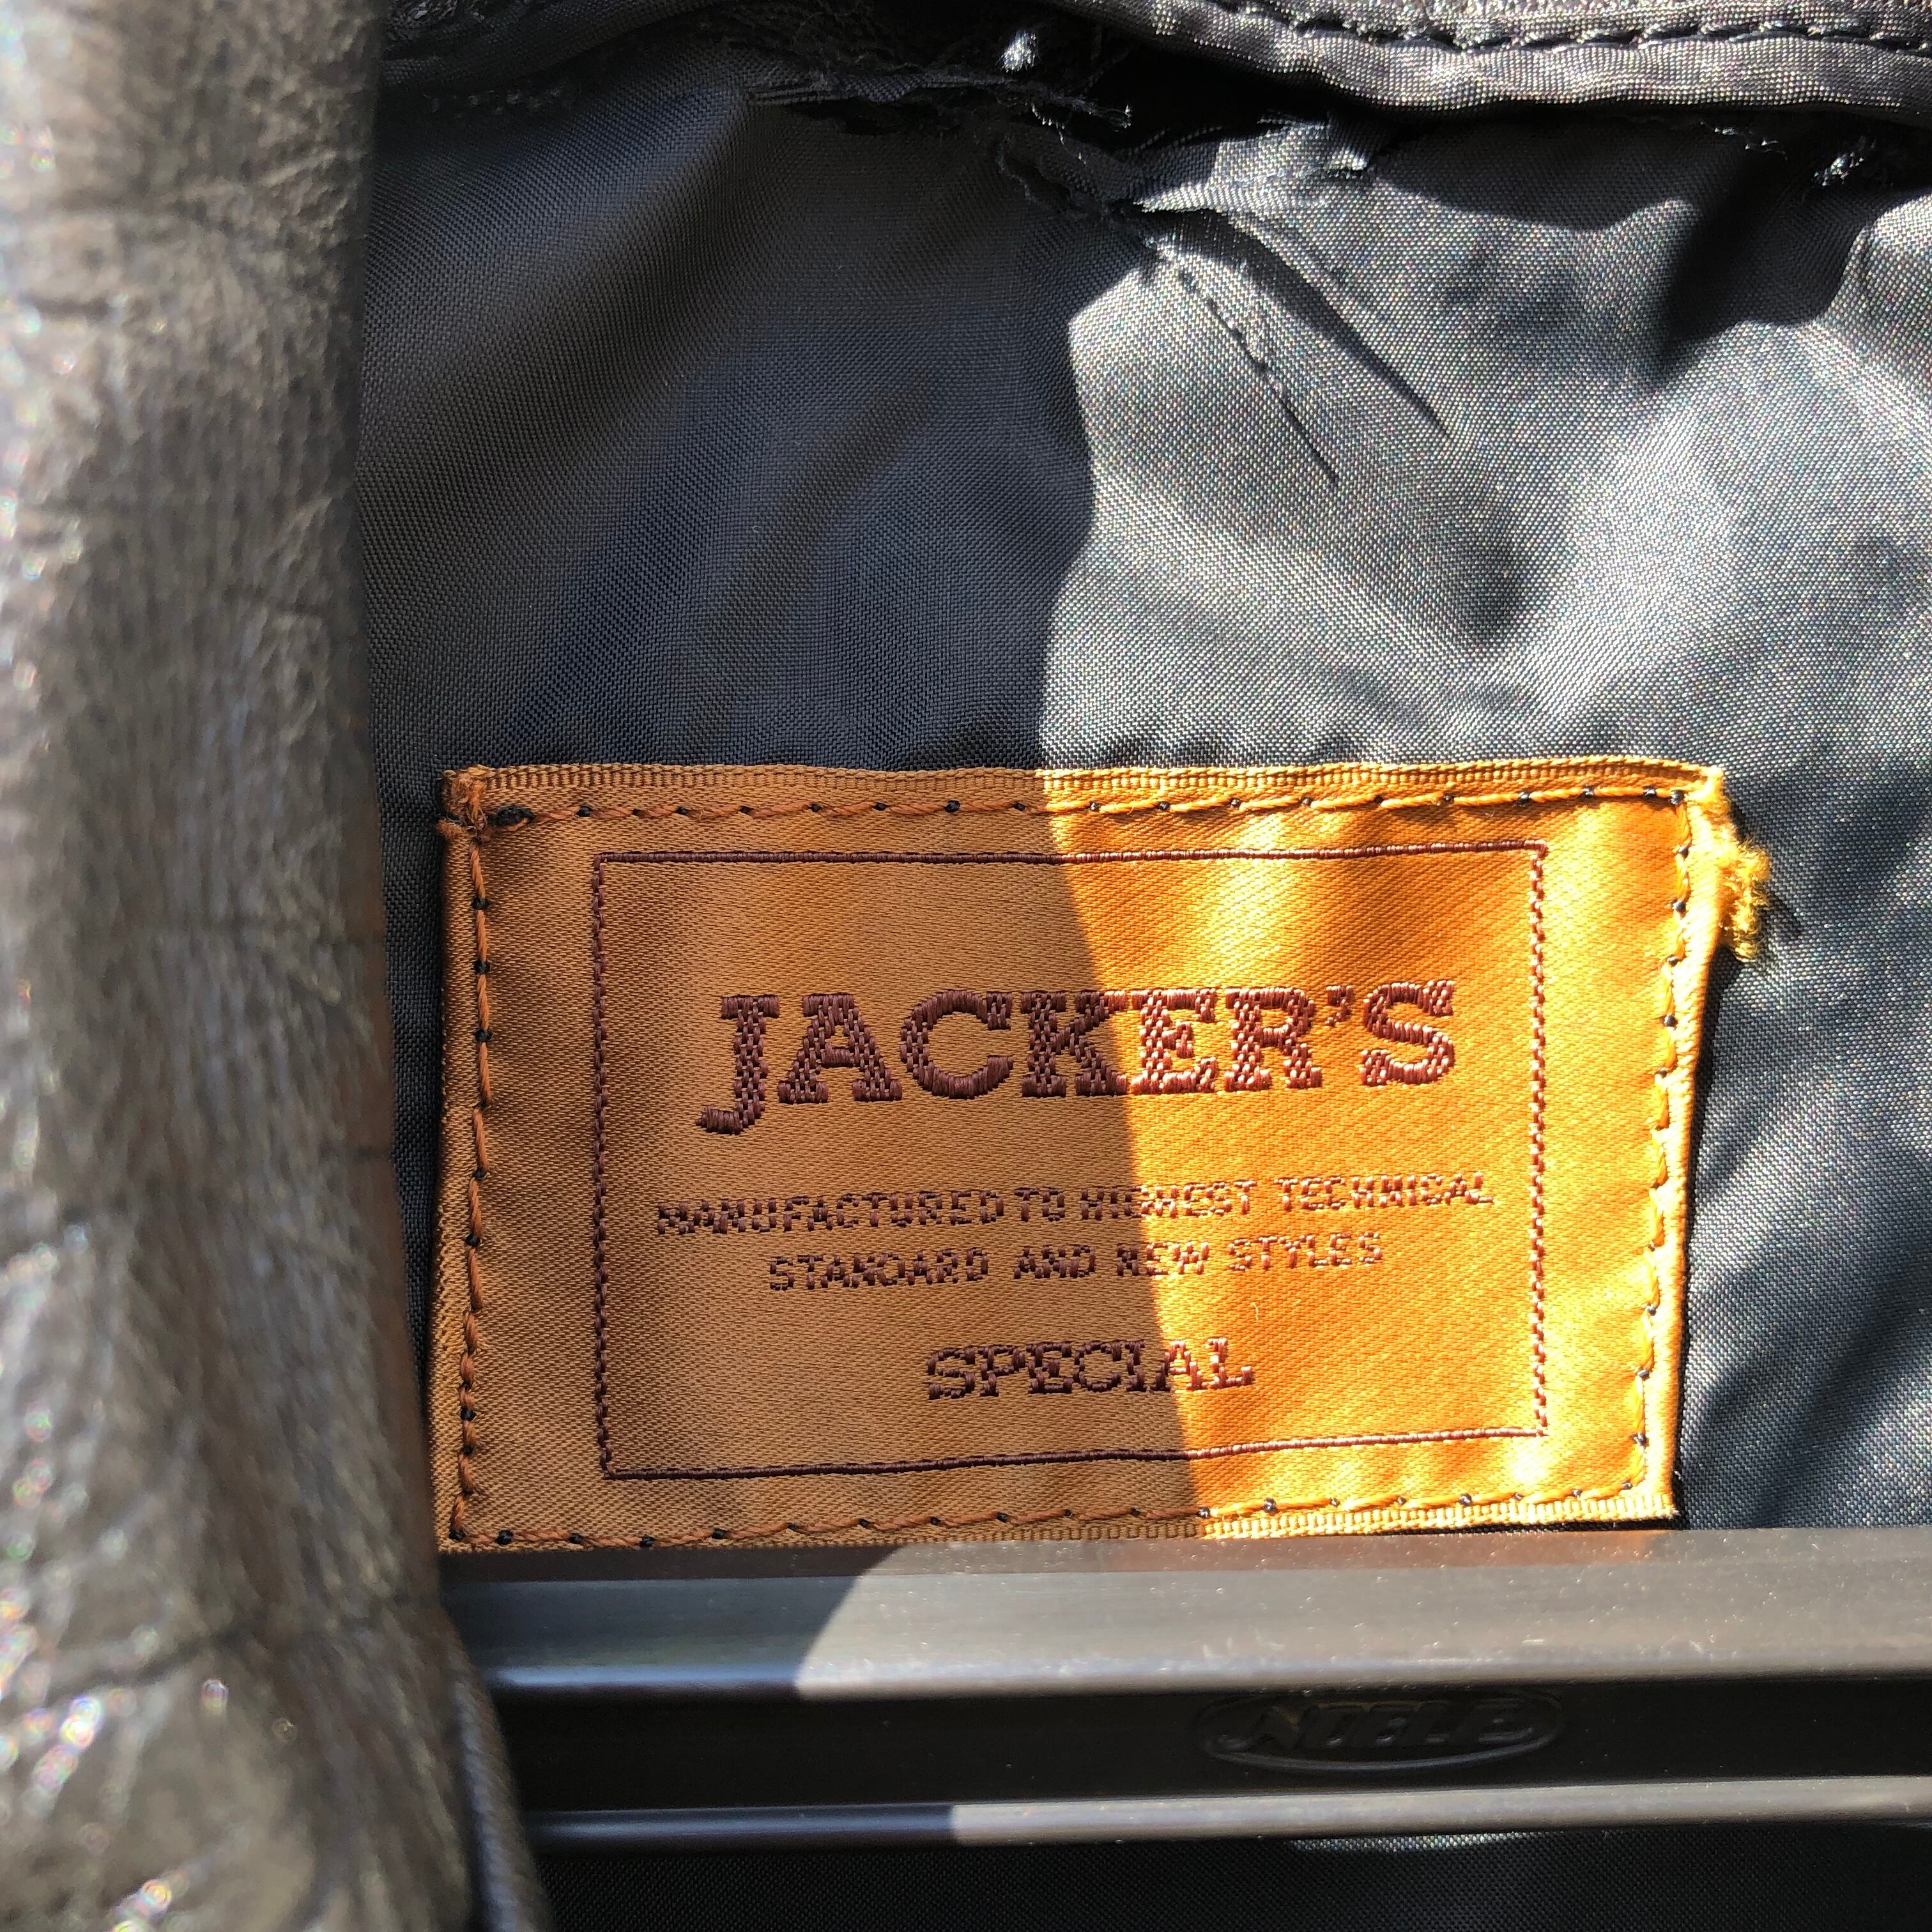 JACKER'S
MANUFACTURED TO HIGHEST TECHNICAL
STANDARD AND NEW STYLES
SPECIAL